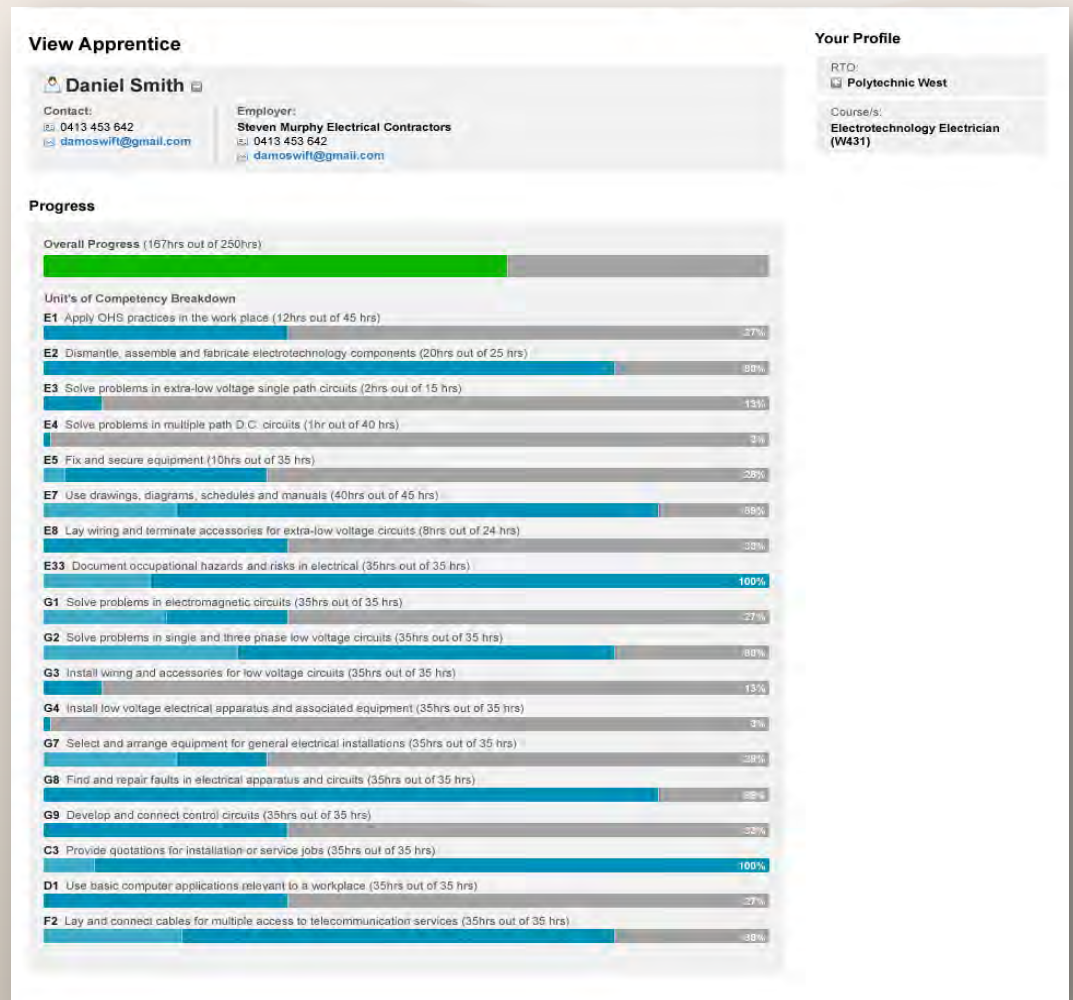 View Apprentice
Daniel Smith
Contact:
0413 453 642
damoswift@gmail.com
Employer:
Steven Murphy Electrical Contractors
0413 453 642
damoswift@gmail.com
Your Profile
RTO:
Polytechnic West
Course/s:
Electrotechnology Electrician
(W431)
Progress
Overall Progress (167hrs out of 250hrs)
Unit's of Competency Breakdown
E1 Apply OHS practices in the work place (12hrs out of 45 hrs)
27%
E2 Dismantle, assemble and fabricate electrotechnology components (20hrs out of 25 hrs)
80%
E3 Solve problems in extra-low voltage single path circuits (2hrs out of 15 hrs)
13%
E4 Solve problems in multiple path D.C. circuits (1hr out of 40 hrs)
3%
E5 Fix and secure equipment (10hrs out of 35 hrs)
E7 Use drawings, diagrams, schedules and manuals (40hrs out of 45 hrs)
89%
E8 Lay wiring and terminate accessories for extra-low voltage circuits (8hrs out of 24 hrs)
E33 Document occupational hazards and risks in electrical (35hrs out of 35 hrs)
100%
G1 Solve problems in electromagnetic circuits (35hrs out of 35 hrs)
27%
G2 Solve problems in single and three phase low voltage circuits (35hrs out of 35 hrs)
80%
G3 Install wiring and accessories for low voltage circuits (35hrs out of 35 hrs)
13%
G4 Install low voltage electrical apparatus and associated equipment (35hrs out of 35 hrs)
3%
G7 Select and arrange equipment for general electrical installations (35hrs out of 35 hrs)
G8 Find and repair faults in electrical apparatus and circuits (35hrs out of 35 hrs)
G9 Develop and connect control circuits (35hrs out of 35 hrs)
C3 Provide quotations for installation or service jobs (35hrs out of 35 hrs)
100%
D1 Use basic computer applications relevant to a workplace (35hrs out of 35 hrs)
27%
F2 Lay and connect cables for multiple access to telecommunication services (35hrs out of 35 hrs)